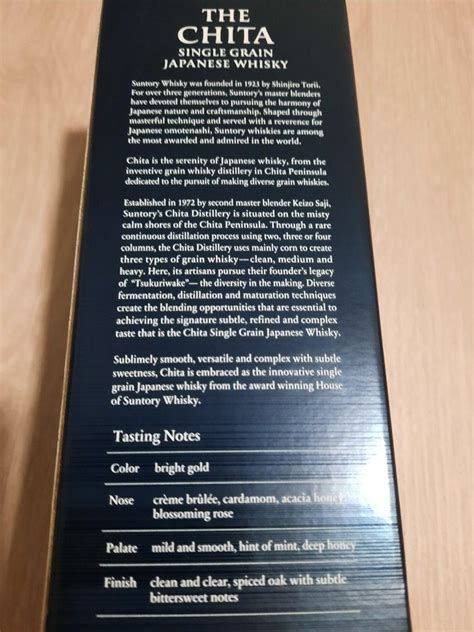 THE
CHITA
SINGLE GRAIN
JAPANESE WHISKY
Suntory Whisky was founded in 1923 by Shinjiro Torii.
For over three generations, Suntory's master blenders
have devoted themselves to pursuing the harmony of
Japanese nature and craftsmanship. Shaped through
masterful technique and served with a reverence for
Japanese omotenashi, Suntory whiskies are among
the most awarded and admired in the world.
Chita is the serenity of Japanese whisky, from the
inventive grain whisky distillery in Chita Peninsula
dedicated to the pursuit of making diverse grain whiskies.
Established in 1972 by second master blender Keizo Saji,
Suntory's Chita Distillery is situated on the misty
calm shores of the Chita Peninsula. Through a rare
continuous distillation process using two, three or four
columns, the Chita Distillery uses mainly corn to create
three types of grain whisky—clean, medium and
heavy. Here, its artisans pursue their founder's legacy
of "Tsukuriwake"— the diversity in the making. Diverse
fermentation, distillation and maturation techniques
create the blending opportunities that are essential to
achieving the signature subtle, refined and complex
taste that is the Chita Single Grain Japanese Whisky.
Sublimely smooth, versatile and complex with subtle
sweetness, Chita is embraced as the innovative single
grain Japanese whisky from the award winning House
of Suntory Whisky.
Tasting Notes
Color bright gold
Nose crème brûlée, cardamom, acacia honey,
blossoming rose
Palate mild and smooth, hint of mint, deep honey
Finish clean and clear, spiced oak with subtle
bittersweet notes